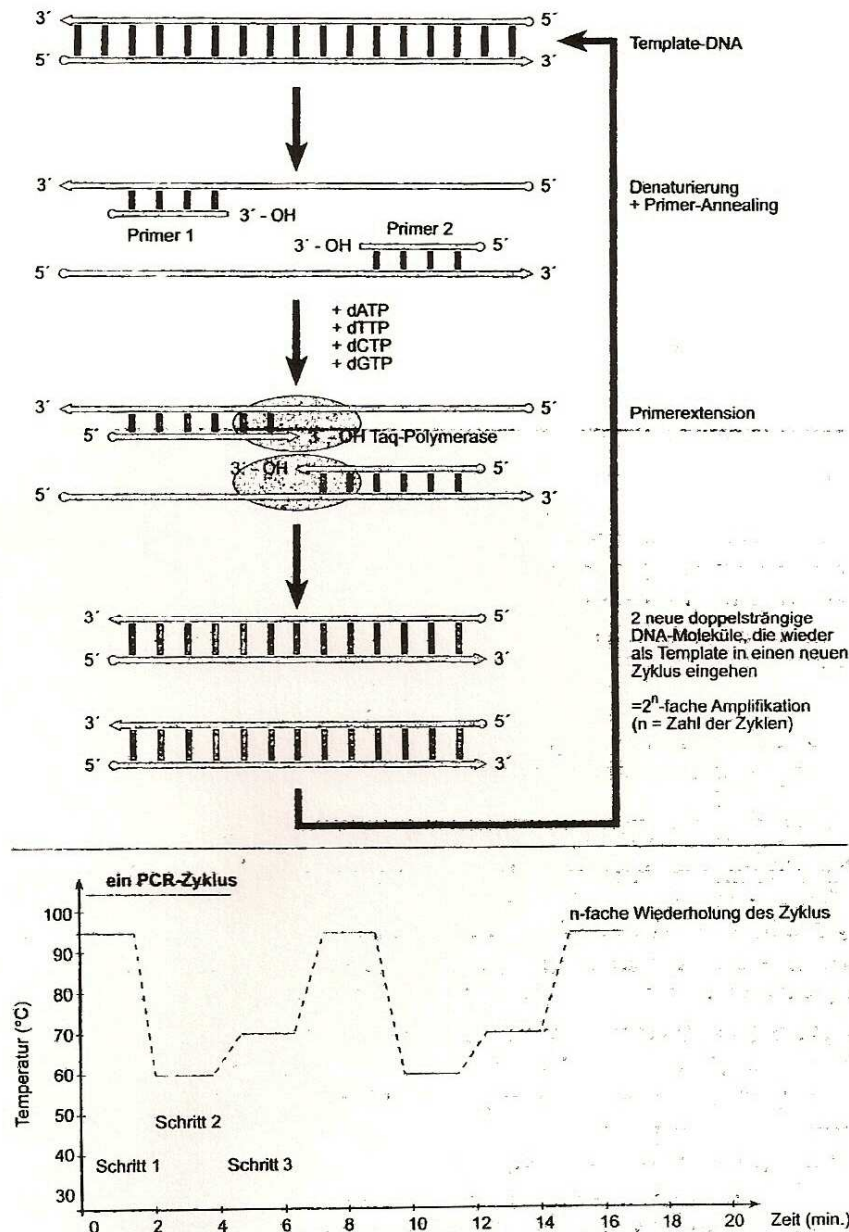 3´ 5´ Template-DNA
5´ 3´
3´ 5´ Denaturierung
+ Primer-Annealing
3´ - OH
Primer 1
Primer 2
3´ - OH 5´
5´ 3´
+ dATP
+ dTTP
+ dCTP
+ dGTP
3´ 5´ Primerextension
5´ 3´ - OH Taq-Polymerase
3´ - OH 5´
5´ 3´
3´ 5´
5´ 3´
3´ 5´
5´ 3´
2 neue doppelsträngige
DNA-Moleküle, die wieder
als Template in einen neuen
Zyklus eingehen
=2ⁿ-fache Amplifikation
(n = Zahl der Zyklen)
ein PCR-Zyklus
n-fache Wiederholung des Zyklus
Temperatur (°C)
100
90
80
70
60
50
40
30
Schritt 2
Schritt 1 Schritt 3
0 2 4 6 8 10 12 14 16 18 20 Zeit (min.)